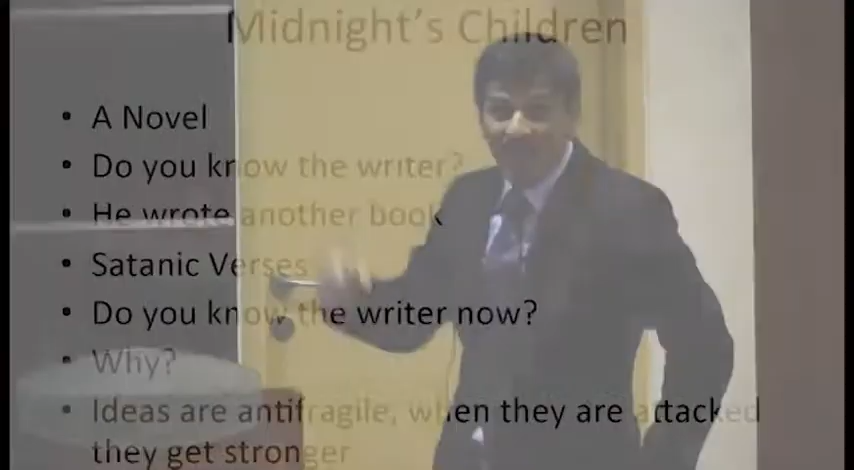 Midnight's Children
• A Novel
• Do you know the writer?
• He wrote another book
• Satanic Verses
• Do you know the writer now?
• Why?
• Ideas are antifragile, when they are attacked
they get stronger